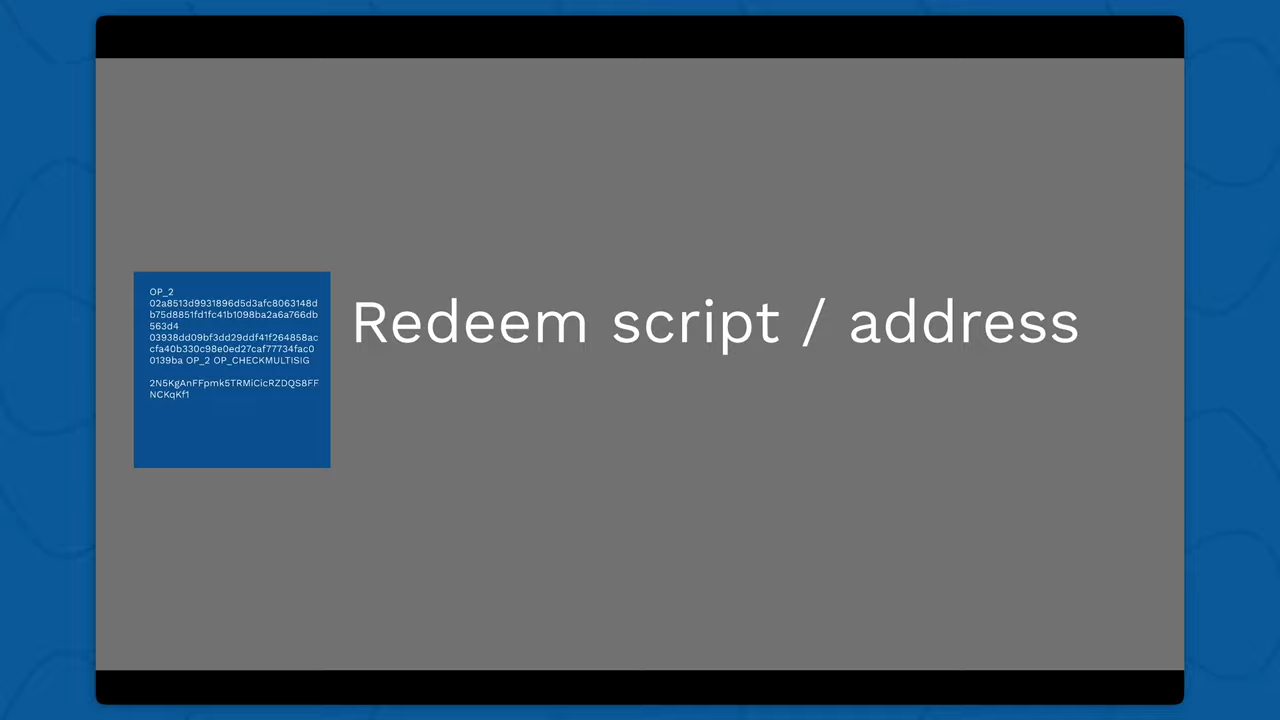 OP_2
02a8513d9931896d5d3afc8063148d
b75d8851fd1fc41b1098ba2a6a766db
563d4
03938dd09bf3dd29ddf41f264858ac
cfa40b330c98e0ed27caf77734fac0
0139ba OP_2 OP_CHECKMULTISIG
2N5KgAnFFpmk5TRMiCicRZDQS8FF
NCKqKf1
Redeem script / address